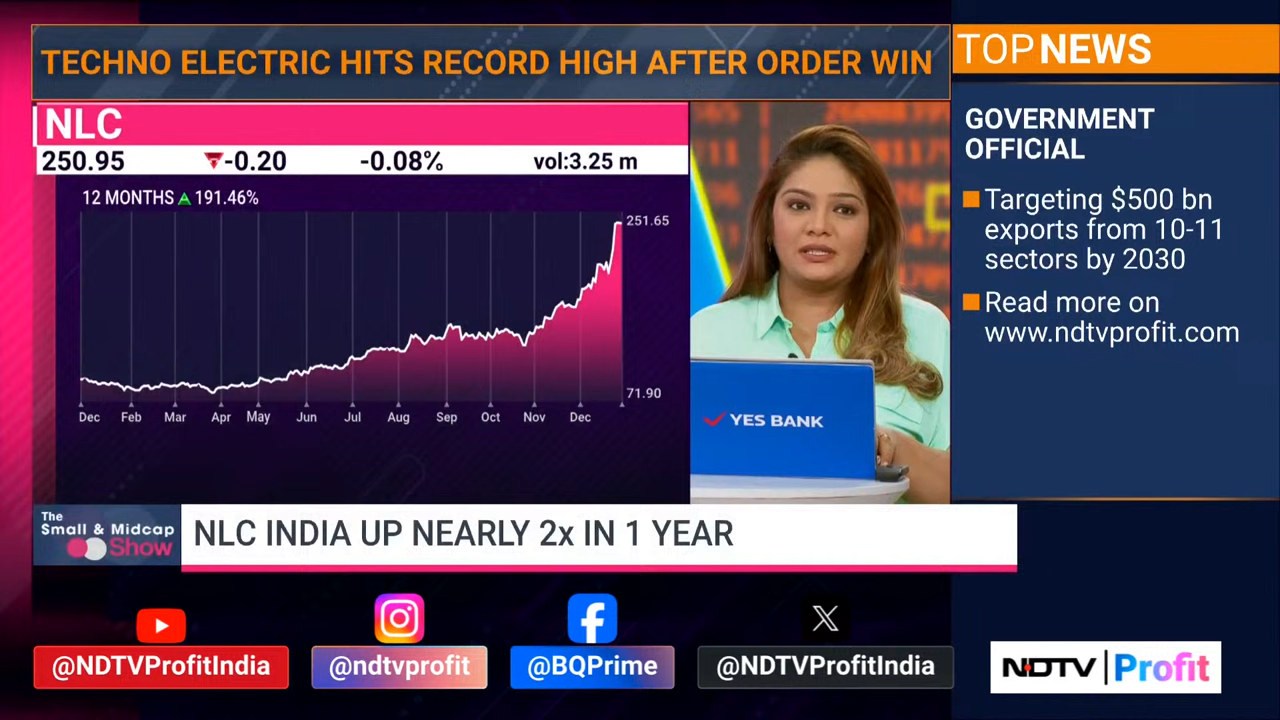 TECHNO ELECTRIC HITS RECORD HIGH AFTER ORDER WIN
TOP NEWS
NLC
250.95 -0.20 -0.08% vol:3.25 m
12 MONTHS 191.46%
251.65
71.90
Dec Feb Mar Apr May Jun Jul Aug Sep Oct Nov Dec
YES BANK
GOVERNMENT
OFFICIAL
Targeting $500 bn
exports from 10-11
sectors by 2030
Read more on
www.ndtvprofit.com
The
Small & Midcap
Show
NLC INDIA UP NEARLY 2x IN 1 YEAR
@NDTVProfitIndia
@ndtvprofit
@BQPrime
@NDTVProfitIndia
NDTV Profit